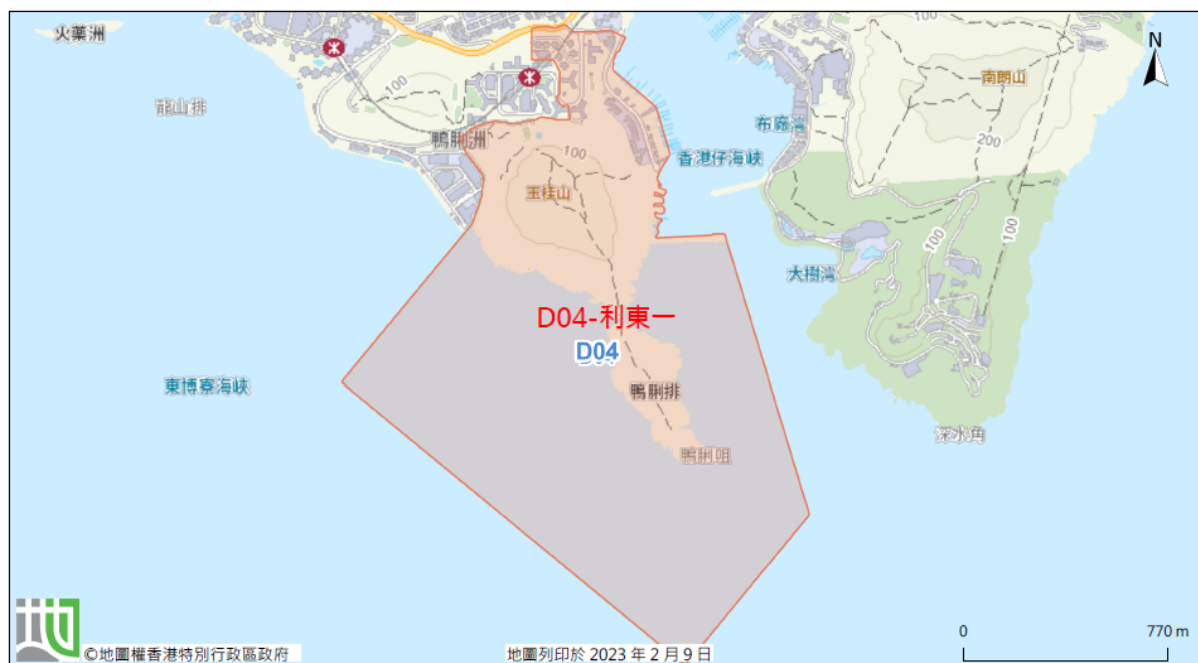 火藥洲
龍山排
鴨脷洲
100
100
玉桂山
布廠灣
香港仔海峽
大樹灣
100
南朗山
200
100
100
N
D04-利東一
D04
東博寮海峽
鴨脷排
鴨脷咀
深水角
©地圖權香港特別行政區政府
地圖列印於 2023 年 2 月 9 日
0 770 m